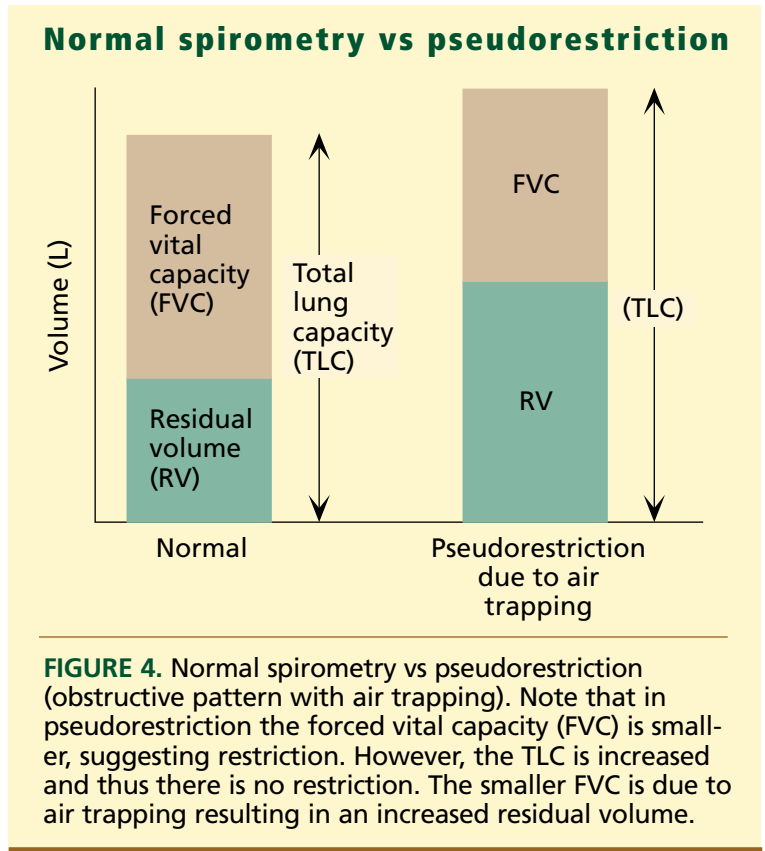 Normal spirometry vs pseudorestriction
Volume (L)
Forced
vital
capacity
(FVC)
Residual
volume
(RV)
Total
lung
capacity
(TLC)
FVC
RV
(TLC)
Normal
Pseudorestriction
due to air
trapping
FIGURE 4. Normal spirometry vs pseudorestriction
(obstructive pattern with air trapping). Note that in
pseudorestriction the forced vital capacity (FVC) is small-
er, suggesting restriction. However, the TLC is increased
and thus there is no restriction. The smaller FVC is due to
air trapping resulting in an increased residual volume.